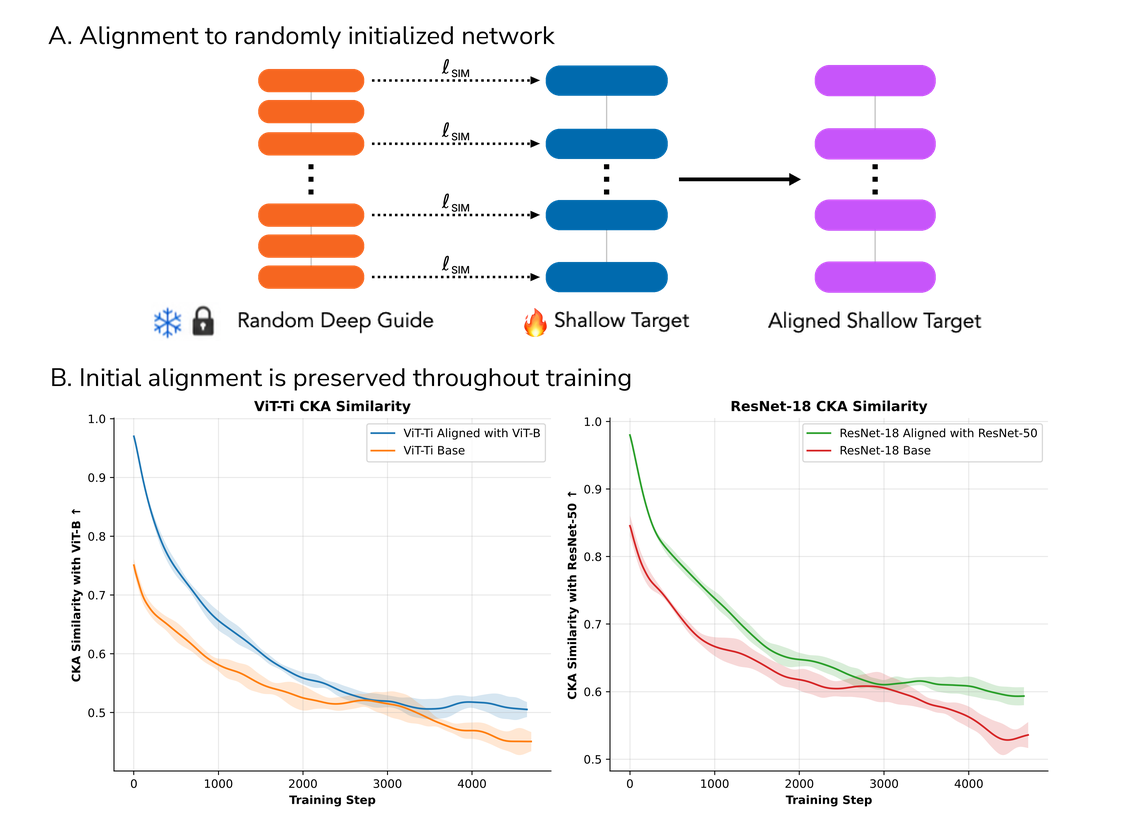 A. Alignment to randomly initialized network
ℓSIM
ℓSIM
ℓSIM
ℓSIM
Random Deep Guide
Shallow Target
Aligned Shallow Target
B. Initial alignment is preserved throughout training
ViT-Ti CKA Similarity
CKA Similarity with ViT-B ↑
1.0
0.9
0.8
0.7
0.6
0.5
ViT-Ti Aligned with ViT-B
ViT-Ti Base
0
1000
2000
3000
4000
Training Step
ResNet-18 CKA Similarity
CKA Similarity with ResNet-50 ↑
1.0
0.9
0.8
0.7
0.6
0.5
ResNet-18 Aligned with ResNet-50
ResNet-18 Base
0
1000
2000
3000
4000
Training Step